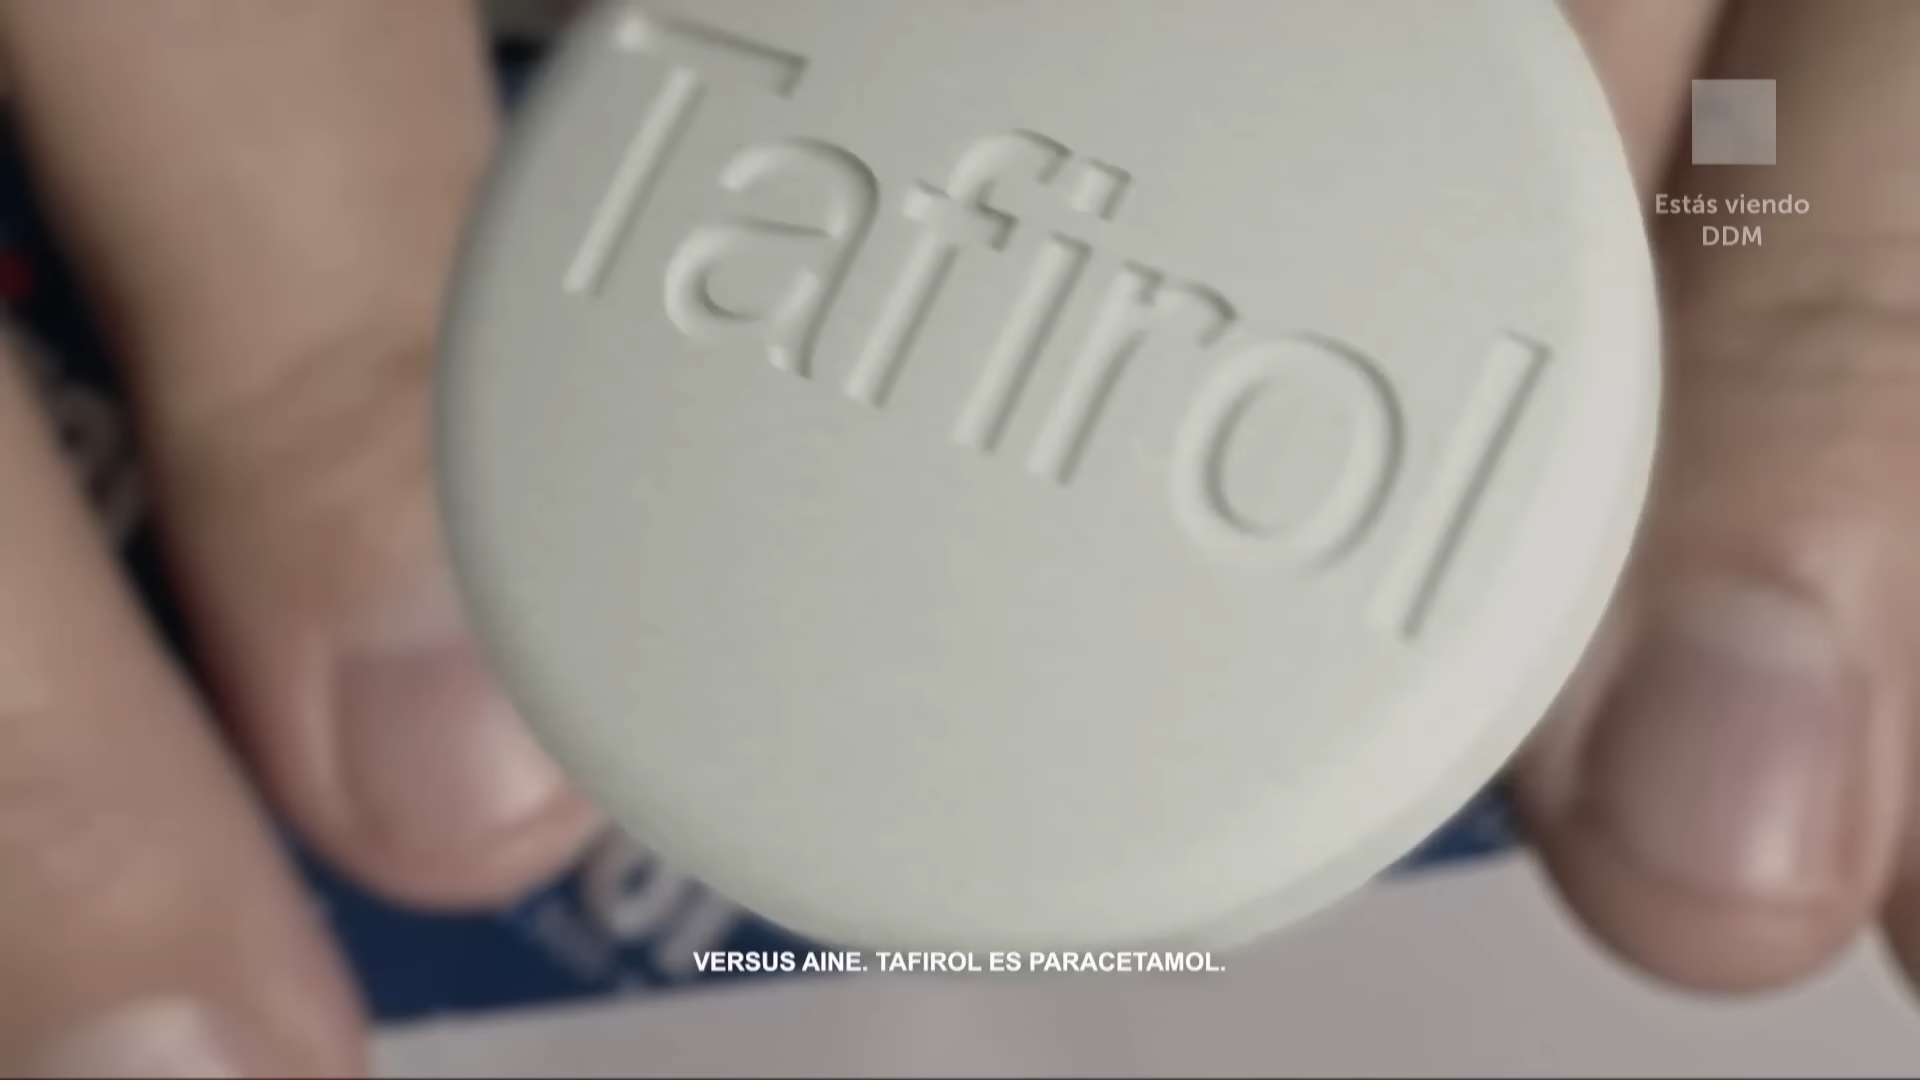 Tafirol
Estás viendo
DDM
VERSUS AINE. TAFIROL ES PARACETAMOL.